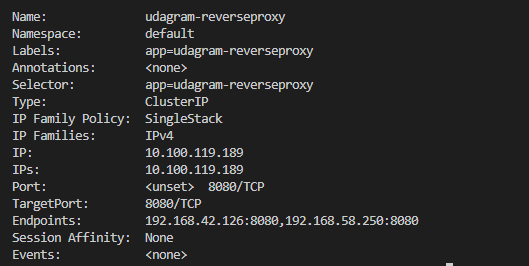 Name: udagram-reverseproxy
Namespace: default
Labels: app=udagram-reverseproxy
Annotations: <none>
Selector: app=udagram-reverseproxy
Type: ClusterIP
IP Family Policy: SingleStack
IP Families: IPv4
IP: 10.100.119.189
IPs: 10.100.119.189
Port: <unset> 8080/TCP
TargetPort: 8080/TCP
Endpoints: 192.168.42.126:8080,192.168.58.250:8080
Session Affinity: None
Events: <none>